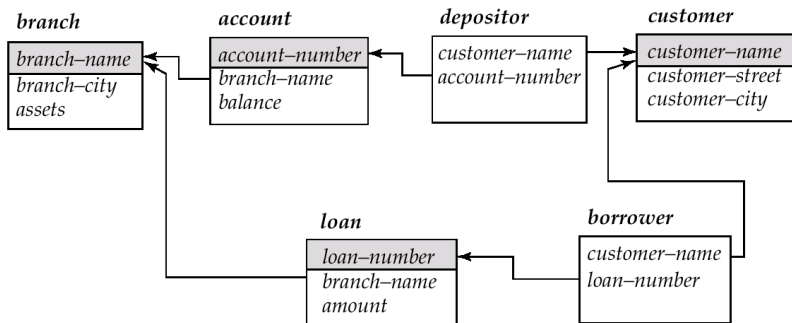 branch
branch–name
branch–city
assets
account
account–number
branch–name
balance
depositor
customer–name
account–number
customer
customer–name
customer–street
customer–city
loan
loan–number
branch–name
amount
borrower
customer–name
loan–number